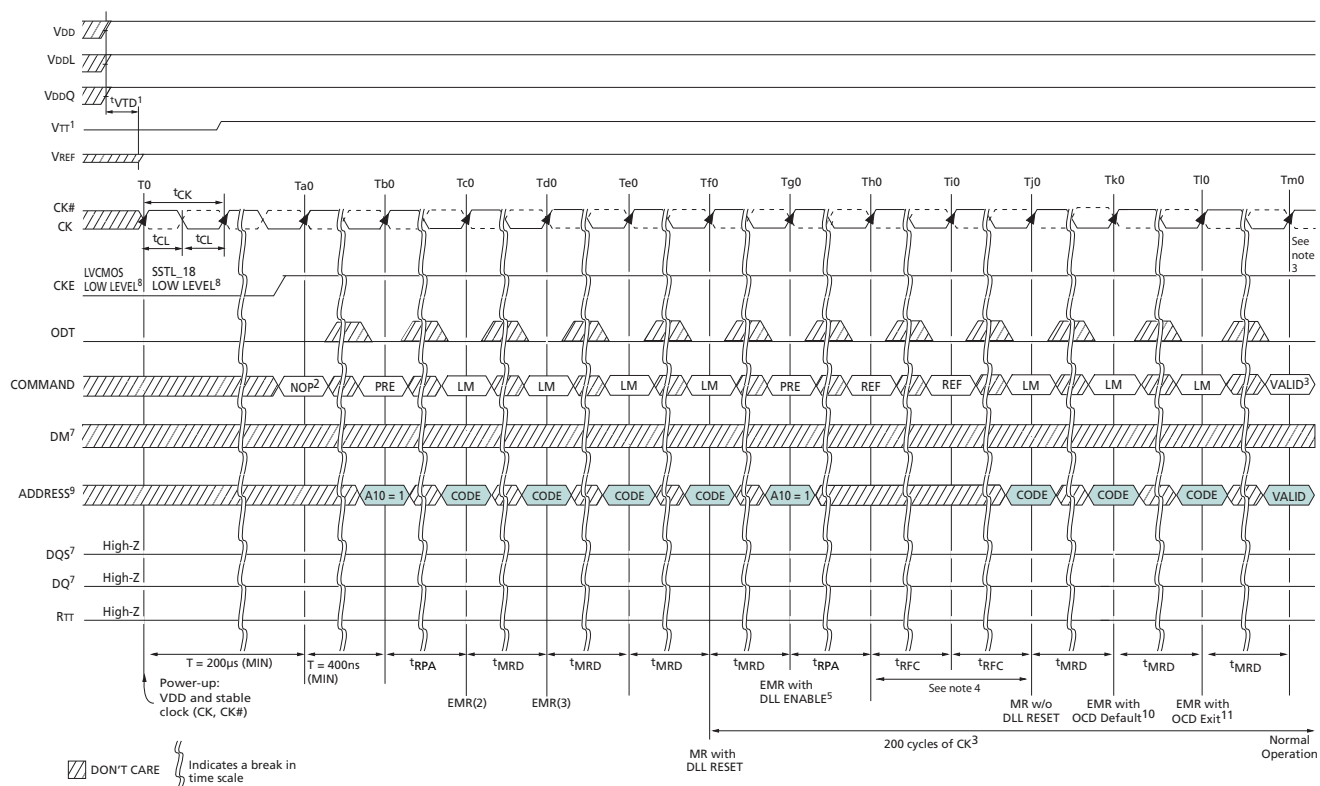 VDD
VDDL
VDDQ
tVTD1
VTT1
VREF
T0 Ta0 Tb0 Tc0 Td0 Te0 Tf0 Tg0 Th0 Ti0 Tj0 Tk0 Tl0 Tm0
tCK
CK#
CK
tCL tCL
See
note
3
LVCMOS SSTL_18
CKE LOW LEVEL8 LOW LEVEL8
ODT
COMMAND NOP2 PRE LM LM LM LM PRE REF REF LM LM LM VALID3
DM7
ADDRESS9 A10 = 1 CODE CODE CODE CODE A10 = 1 CODE CODE CODE VALID
DQS7 High-Z
DQ7 High-Z
RTT High-Z
T = 200µs (MIN) T = 400ns tRPA tMRD tMRD tMRD tMRD tRPA tRFC tRFC tMRD tMRD tMRD
(MIN)
Power-up:
VDD and stable
clock (CK, CK#)
EMR(2) EMR(3)
EMR with
DLL ENABLE5
See note 4
MR w/o
DLL RESET
EMR with
OCD Default10
EMR with
OCD Exit11
200 cycles of CK3
MR with
DLL RESET
Normal
Operation
DON'T CARE
Indicates a break in
time scale